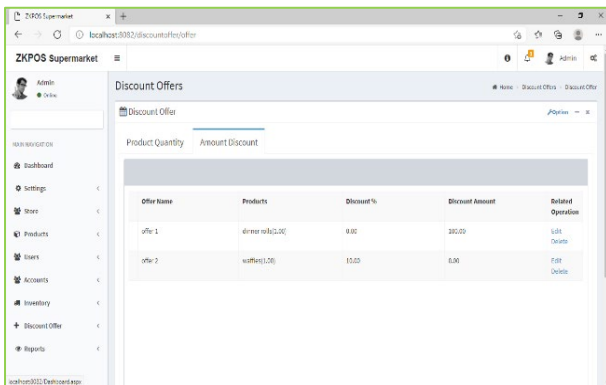 ZKPOS Supermarket
localhost:8082/discountoffer/offer
ZKPOS Supermarket
0
Admin
Admin
Online
Discount Offers
Home
Discount Offers
Discount Offer
Discount Offer
Option
MAIN NAVIGATION
Product Quantity
Amount Discount
Dashboard
Settings
Store
Products
Users
Accounts
Inventory
Discount Offer
Reports
Offer Name Products Discount % Discount Amount Related Operation
offer 1 dinner rolls(1.00) 0.00 100.00 Edit
Delete
offer 2 waffles(1.00) 10.00 0.00 Edit
Delete
localhost:8082/Dashboard.aspx